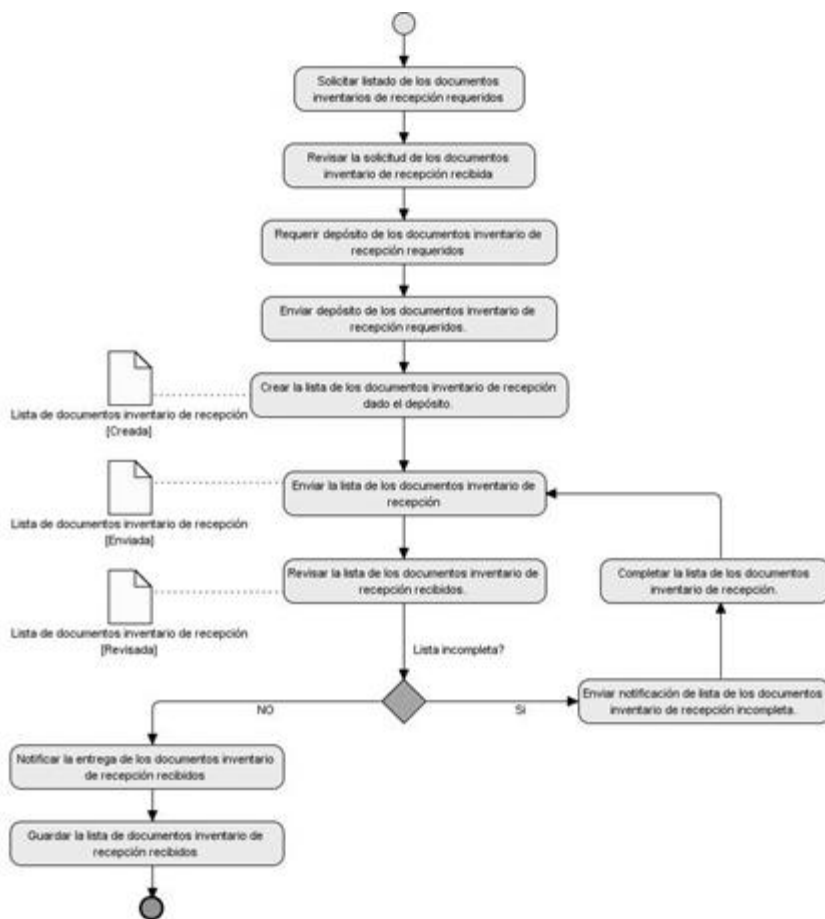 Solicitar listado de los documentos
inventarios de recepción requeridos
Revisar la solicitud de los documentos
inventario de recepción recibida
Requerir depósito de los documentos inventario de
recepción requeridos
Enviar depósito de los documentos inventario de
recepción requeridos.
Crear la lista de los documentos inventario de recepción
dado el depósito.
Lista de documentos inventario de recepción
[Creada]
Enviar la lista de los documentos inventario de
recepción
Lista de documentos inventario de recepción
[Enviada]
Revisar la lista de los documentos inventario de
recepción recibidos.
Completar la lista de los documentos
inventario de recepción.
Lista de documentos inventario de recepción
[Revisada]
Lista incompleta?
Enviar notificación de lista de los documentos
inventario de recepción incompleta.
NO
Si
Notificar la entrega de los documentos inventario
de recepción recibidos
Guardar la lista de documentos inventario de
recepción recibidos